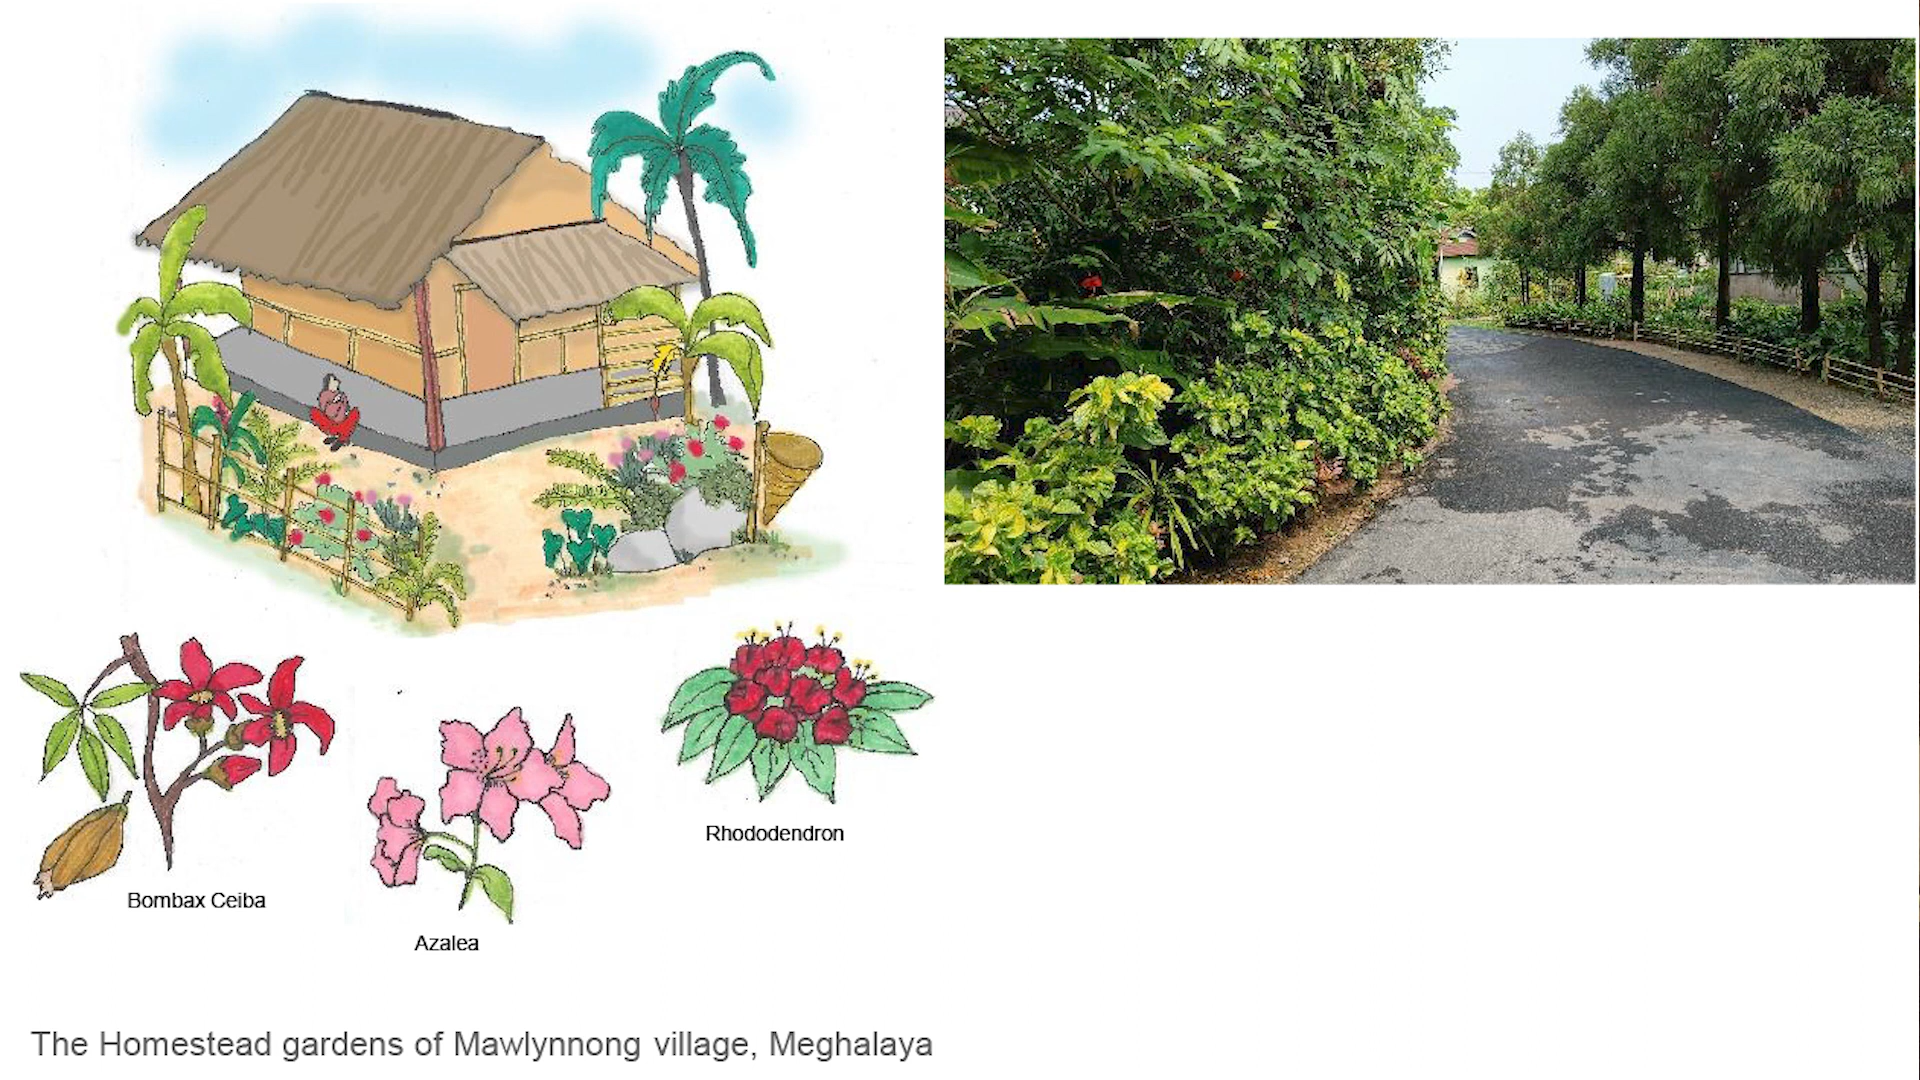 Rhododendron
Bombax Ceiba
Azalea
The Homestead gardens of Mawlynnong village, Meghalaya